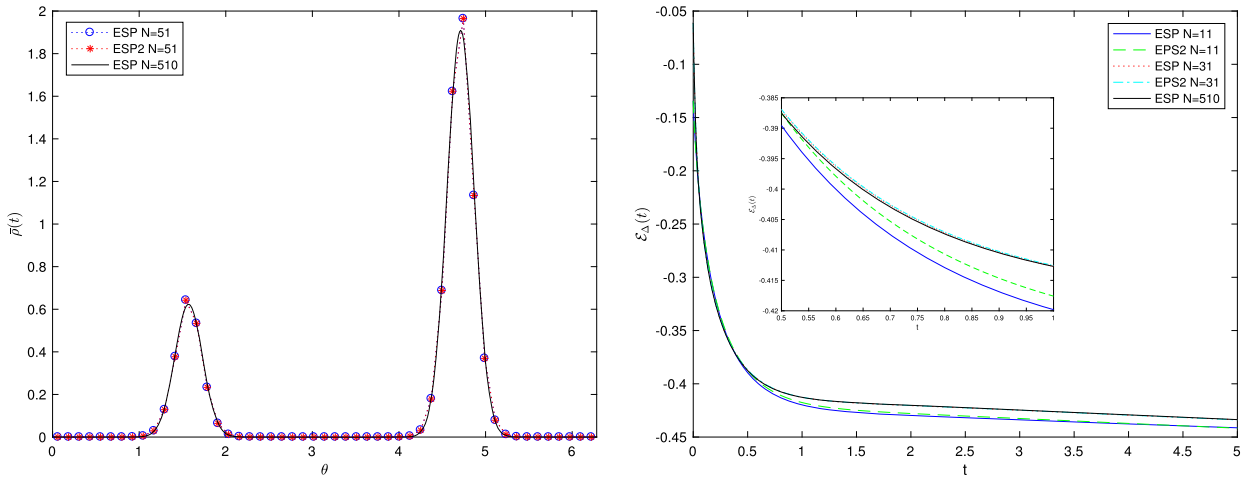 ESP N=51
ESP2 N=51
ESP N=510
2
1.8
1.6
1.4
1.2
1
0.8
0.6
0.4
0.2
0
ρ̄(t)
0 1 2 3 4 5 6
θ
ESP N=11
EPS2 N=11
ESP N=31
EPS2 N=31
ESP N=510
-0.05
-0.1
-0.15
-0.2
-0.25
-0.3
-0.35
-0.4
-0.45
ℰ_Δ(t)
0 0.5 1 1.5 2 2.5 3 3.5 4 4.5 5
t
-0.385
-0.39
-0.395
-0.4
-0.405
-0.41
-0.415
-0.42
ℰ_Δ(t)
0.5 0.55 0.6 0.65 0.7 0.75 0.8 0.85 0.9 0.95 1
t